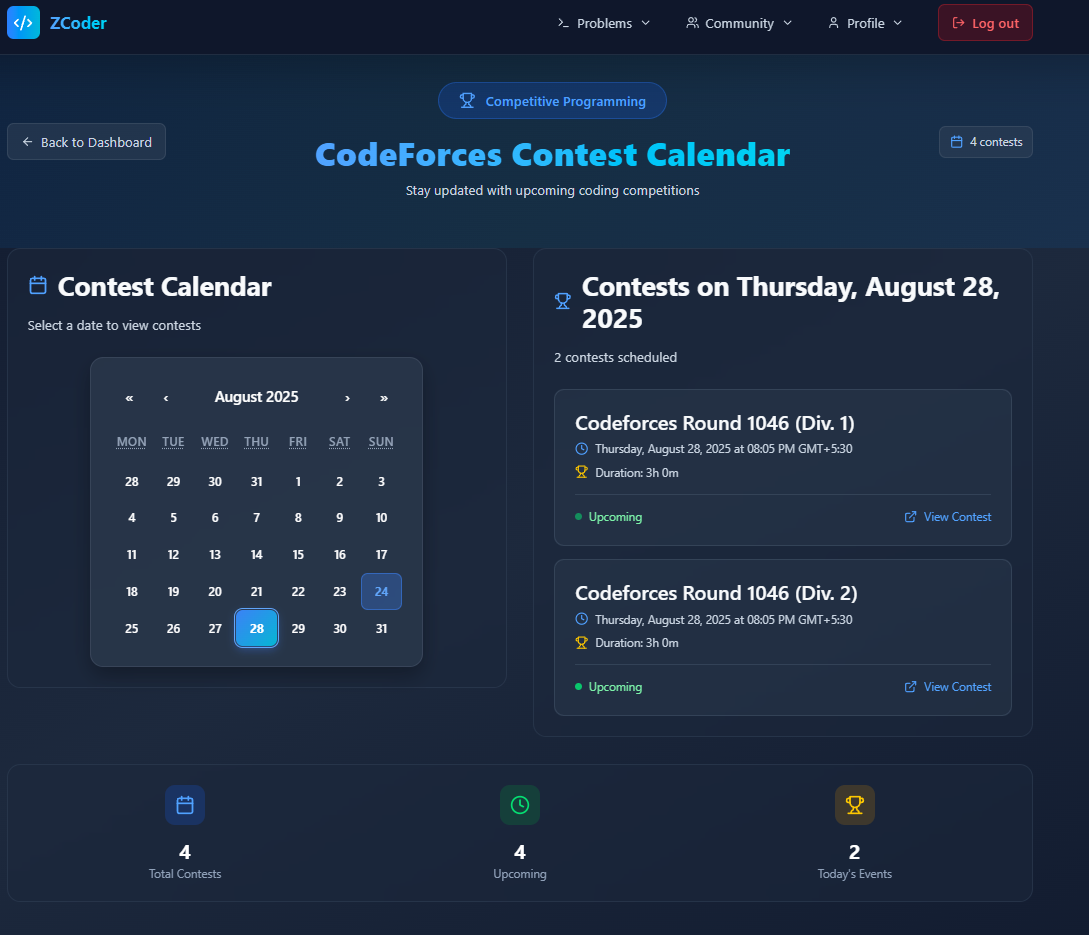 </> ZCoder
Problems
Community
Profile
Log out
Competitive Programming
← Back to Dashboard
CodeForces Contest Calendar
4 contests
Stay updated with upcoming coding competitions
Contest Calendar
Select a date to view contests
« ‹ August 2025 › »
MON TUE WED THU FRI SAT SUN
28 29 30 31 1 2 3
4 5 6 7 8 9 10
11 12 13 14 15 16 17
18 19 20 21 22 23 24
25 26 27 28 29 30 31
Contests on Thursday, August 28,
2025
2 contests scheduled
Codeforces Round 1046 (Div. 1)
Thursday, August 28, 2025 at 08:05 PM GMT+5:30
Duration: 3h 0m
Upcoming
View Contest
Codeforces Round 1046 (Div. 2)
Thursday, August 28, 2025 at 08:05 PM GMT+5:30
Duration: 3h 0m
Upcoming
View Contest
4
Total Contests
4
Upcoming
2
Today's Events